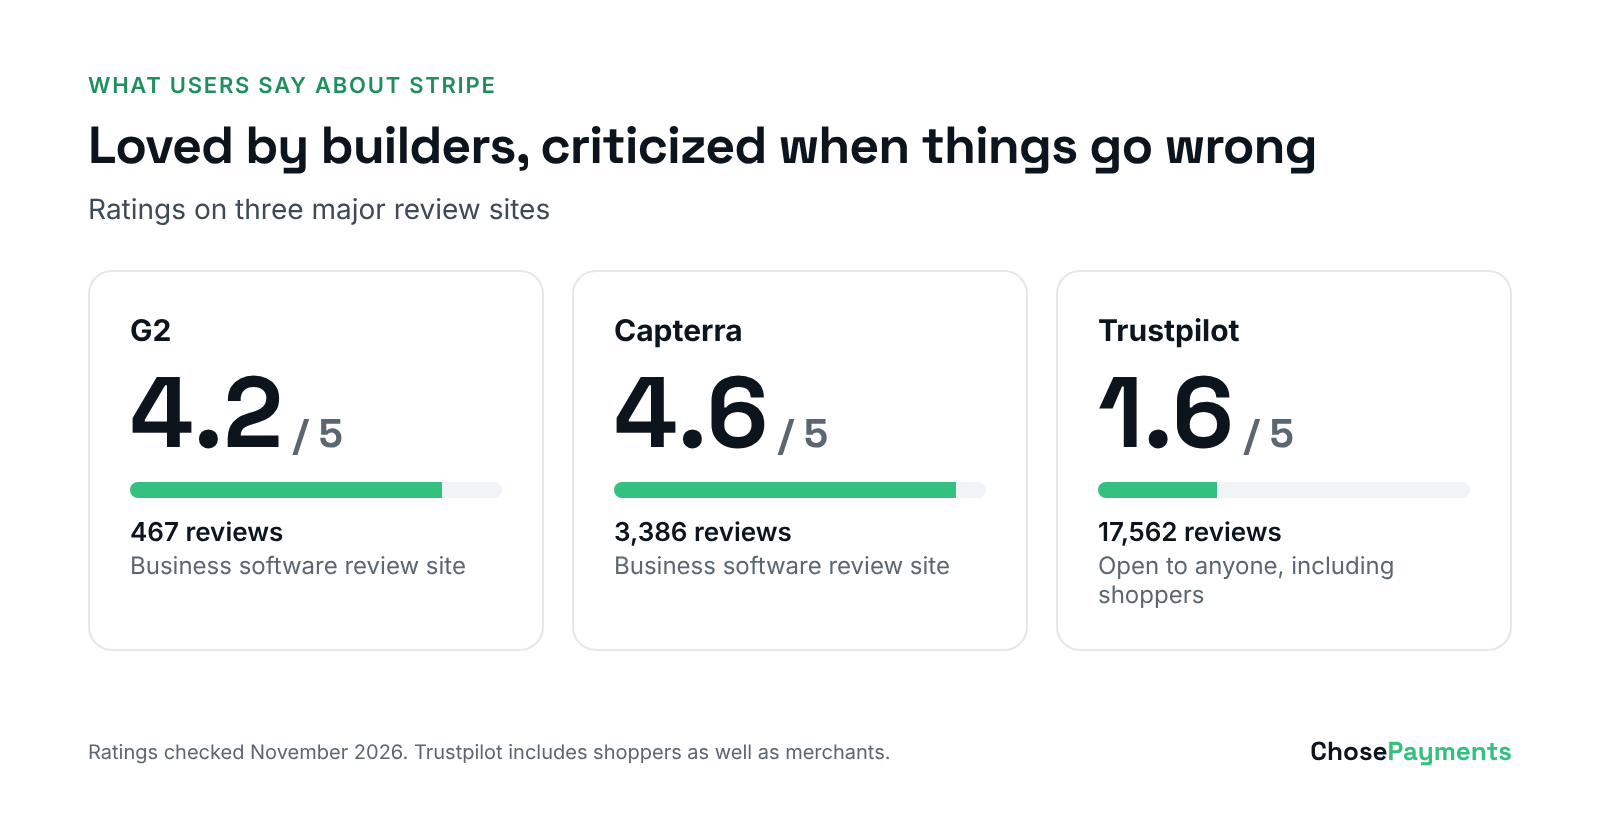 WHAT USERS SAY ABOUT STRIPE
Loved by builders, criticized when things go wrong
Ratings on three major review sites
G2
4.2 / 5
467 reviews
Business software review site
Capterra
4.6 / 5
3,386 reviews
Business software review site
Trustpilot
1.6 / 5
17,562 reviews
Open to anyone, including
shoppers
Ratings checked November 2026. Trustpilot includes shoppers as well as merchants.
ChosePayments